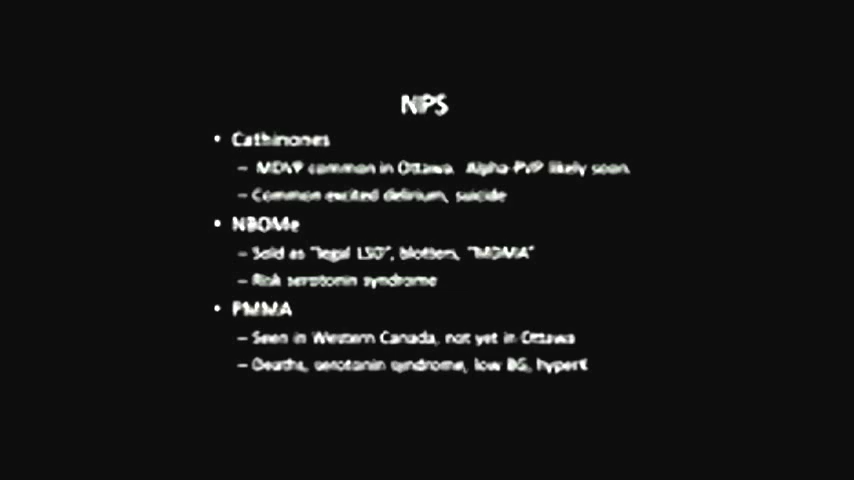 NPS
• Cathinones
– MDVP common in Ottawa. Alpha-PVP likely soon.
– Common excited delirium, suicide
• NBOMe
– Sold as "legal LSD", blotters, "MDMA"
– Risk serotonin syndrome
• PMMA
– Seen in Western Canada, not yet in Ottawa
– Deaths, serotonin syndrome, low BG, hyperK